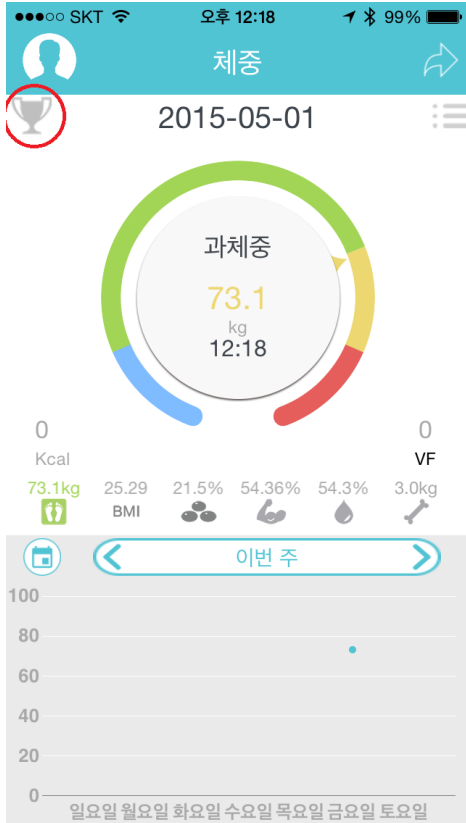 SKT 오후 12:18 99%
체중
2015-05-01
과체중
73.1
kg
12:18
0 0
Kcal VF
73.1kg 25.29 21.5% 54.36% 54.3% 3.0kg
BMI
이번 주
100
80
60
40
20
0
일요일 월요일 화요일 수요일 목요일 금요일 토요일